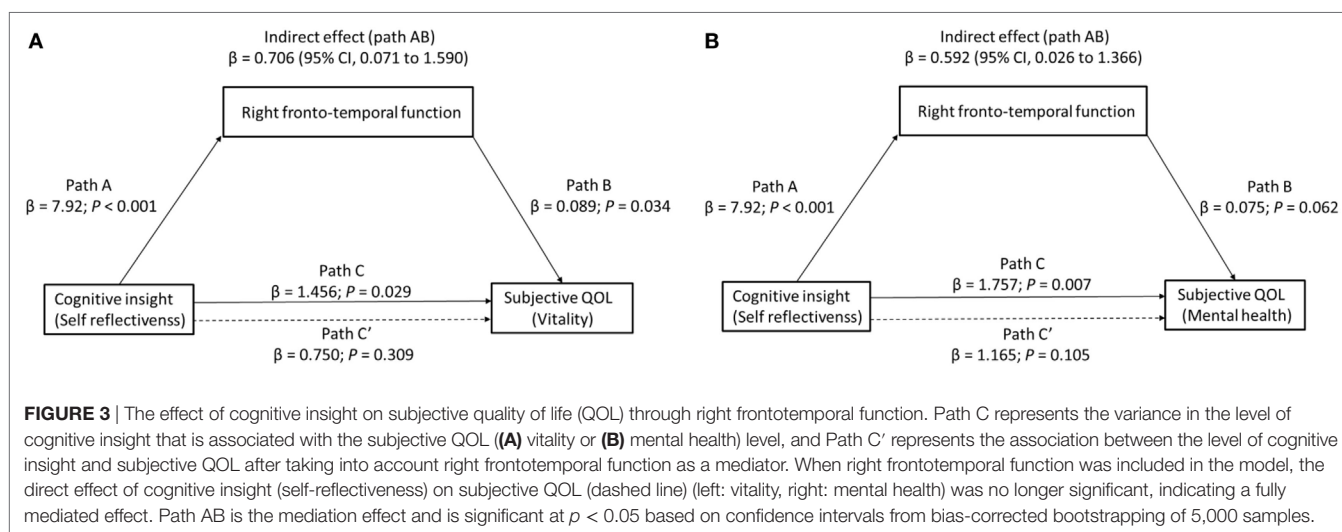 A
Indirect effect (path AB)
β = 0.706 (95% CI, 0.071 to 1.590)
Right fronto-temporal function
Path A
β = 7.92; P < 0.001
Path B
β = 0.089; P = 0.034
Path C
β = 1.456; P = 0.029
Cognitive insight
(Self reflectivenss)
Subjective QOL
(Vitality)
Path C'
β = 0.750; P = 0.309
B
Indirect effect (path AB)
β = 0.592 (95% CI, 0.026 to 1.366)
Right fronto-temporal function
Path A
β = 7.92; P < 0.001
Path B
β = 0.075; P = 0.062
Path C
β = 1.757; P = 0.007
Cognitive insight
(Self reflectivenss)
Subjective QOL
(Mental health)
Path C'
β = 1.165; P = 0.105
FIGURE 3 | The effect of cognitive insight on subjective quality of life (QOL) through right frontotemporal function. Path C represents the variance in the level of
cognitive insight that is associated with the subjective QOL ((A) vitality or (B) mental health) level, and Path C′ represents the association between the level of cognitive
insight and subjective QOL after taking into account right frontotemporal function as a mediator. When right frontotemporal function was included in the model, the
direct effect of cognitive insight (self-reflectiveness) on subjective QOL (dashed line) (left: vitality, right: mental health) was no longer significant, indicating a fully
mediated effect. Path AB is the mediation effect and is significant at p < 0.05 based on confidence intervals from bias-corrected bootstrapping of 5,000 samples.